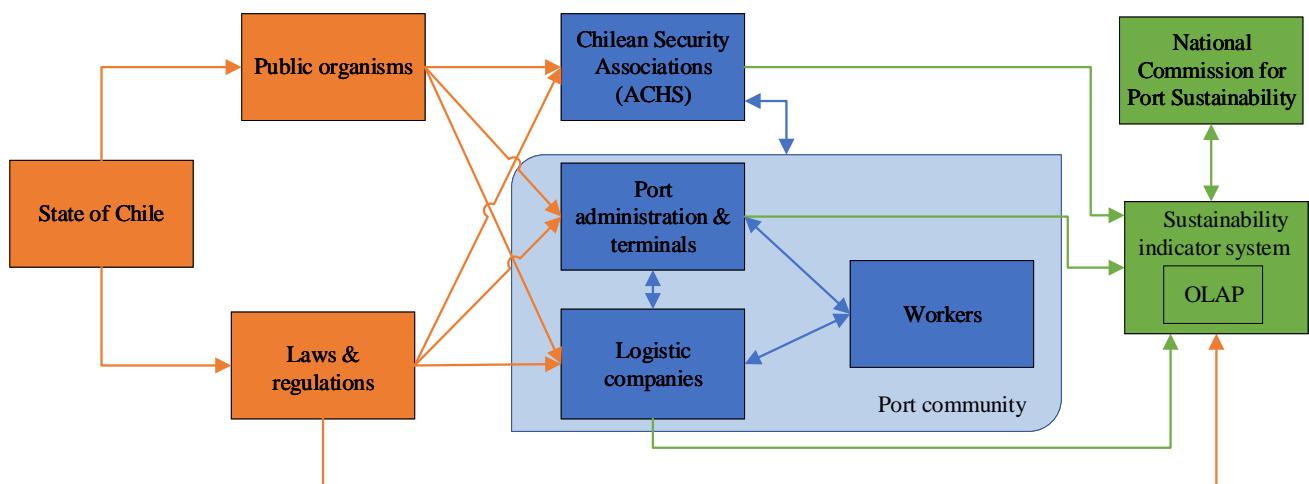 Public organisms
Chilean Security
Associations
(ACHS)
National
Commission for
Port Sustainability
State of Chile
Port
administration &
terminals
Sustainability
indicator system
OLAP
Workers
Laws &
regulations
Logistic
companies
Port community